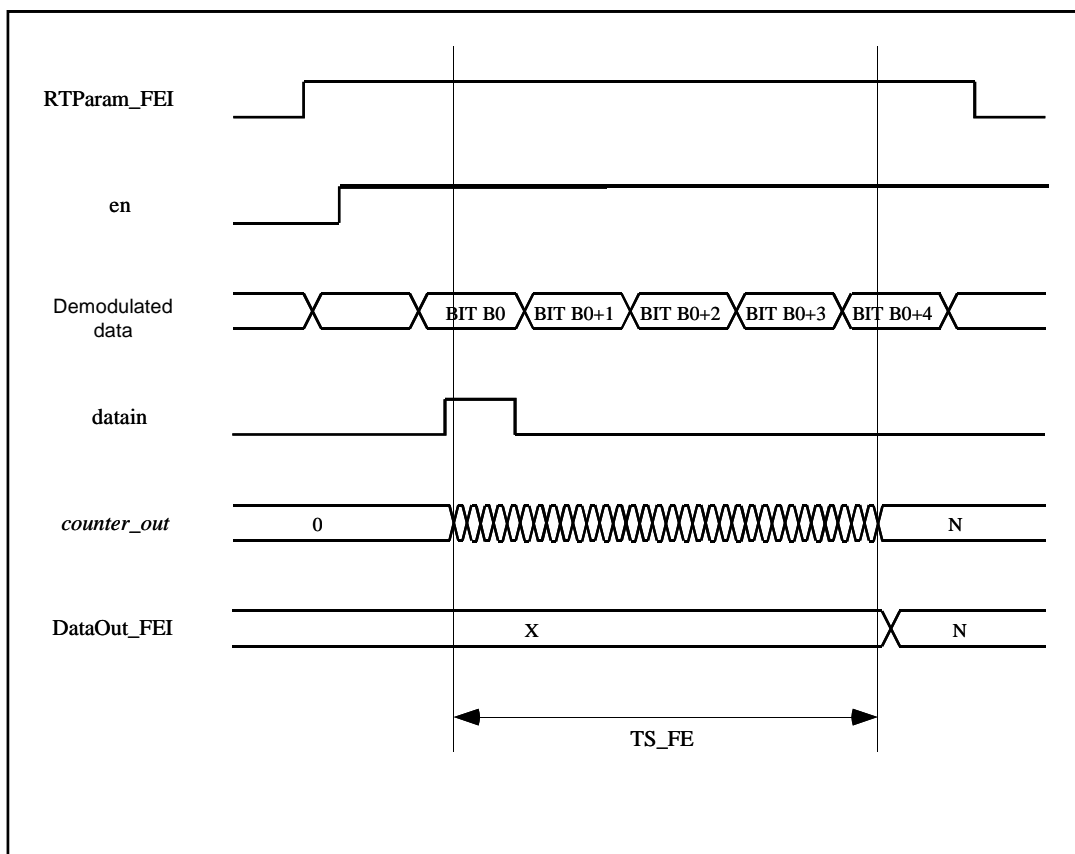 RTParam_FEI
en
Demodulated
data
BIT B0 BIT B0+1 BIT B0+2 BIT B0+3 BIT B0+4
datain
counter_out
0 N
DataOut_FEI
X N
TS_FE